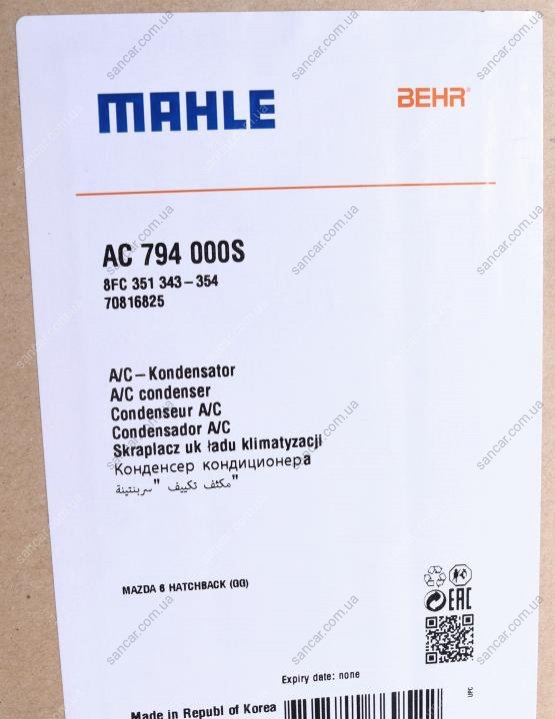 MAHLE
BEHR®
AC 794 000S
8FC 351 343-354
70816825
A/C-Kondensator
A/C condenser
Condenseur A/C
Condensador A/C
Skraplacz uk ładu klimatyzacji
Конденсер кондиционера
"مكثف تكييف "سربنتينة
MAZDA 6 HATCHBACK (GG)
EAC
UPC
Expiry date: none
Made in Republ of Korea
sancar.com.ua